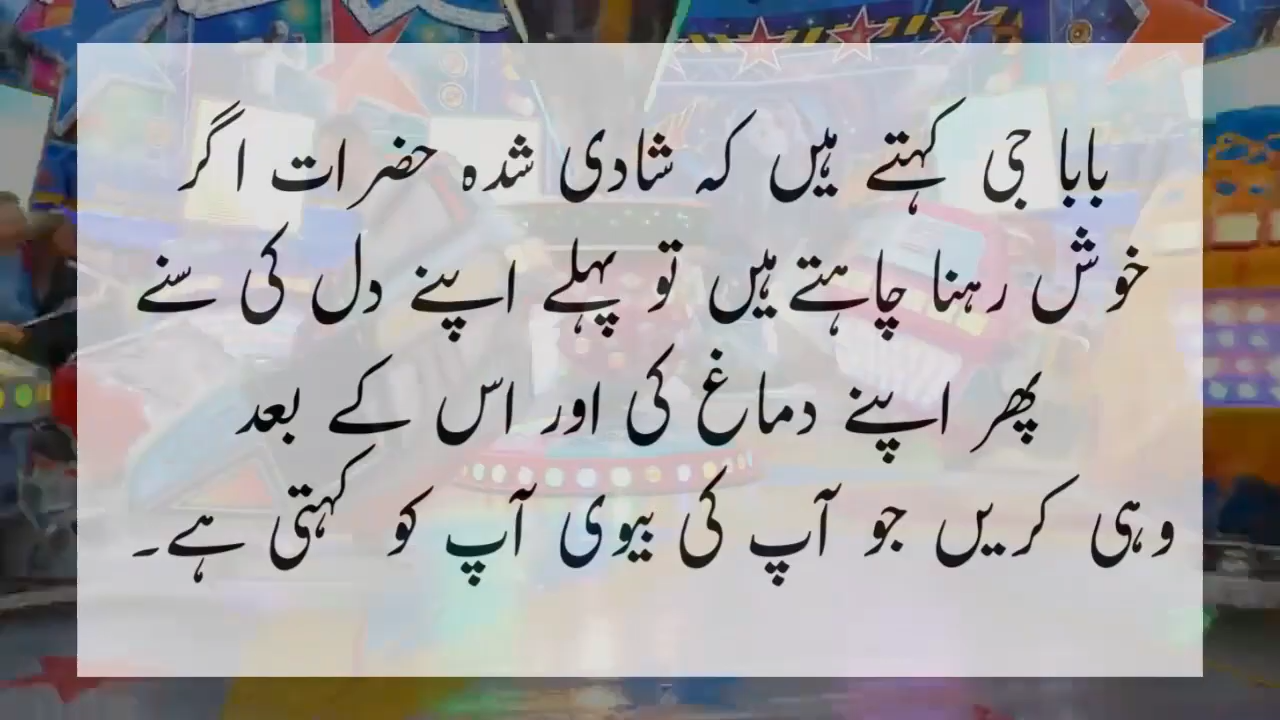 بابا جی کہتے ہیں کہ شادی شدہ حضرات اگر
خوش رہنا چاہتے ہیں تو پہلے اپنے دل کی سنے
پھر اپنے دماغ کی اور اس کے بعد
وہی کریں جو آپ کی بیوی آپ کو کہتی ہے۔